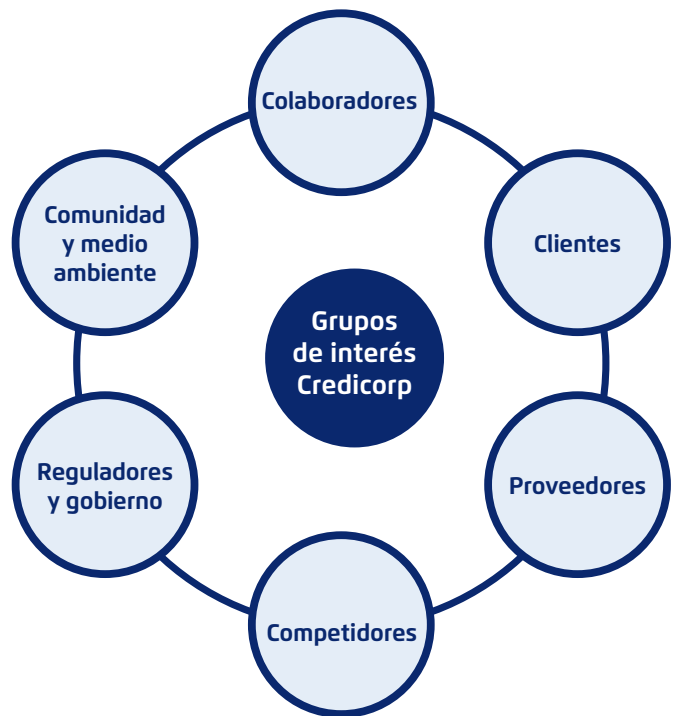 Colaboradores
Comunidad
y medio
ambiente
Clientes
Grupos
de interés
Credicorp
Reguladores
y gobierno
Proveedores
Competidores